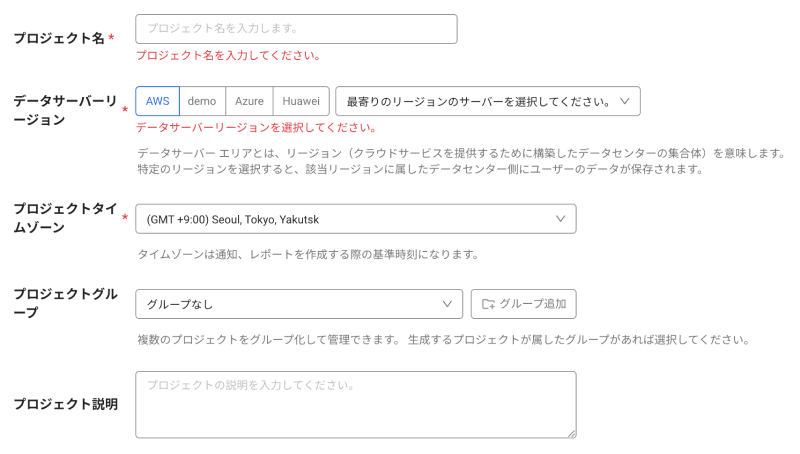 プロジェクト名 *
プロジェクト名を入力します。
プロジェクト名を入力してください。
データサーバーリージョン *
AWS demo Azure Huawei 最寄りのリージョンのサーバーを選択してください。
データサーバーリージョンを選択してください。
データサーバー エリアとは、リージョン（クラウドサービスを提供するために構築したデータセンターの集合体）を意味します。
特定のリージョンを選択すると、該当リージョンに属したデータセンター側にユーザーのデータが保存されます。
プロジェクトタイムゾーン *
(GMT +9:00) Seoul, Tokyo, Yakutsk
タイムゾーンは通知、レポートを作成する際の基準時刻になります。
プロジェクトグループ
グループなし グループ追加
複数のプロジェクトをグループ化して管理できます。 生成するプロジェクトが属したグループがあれば選択してください。
プロジェクト説明
プロジェクトの説明を入力してください。